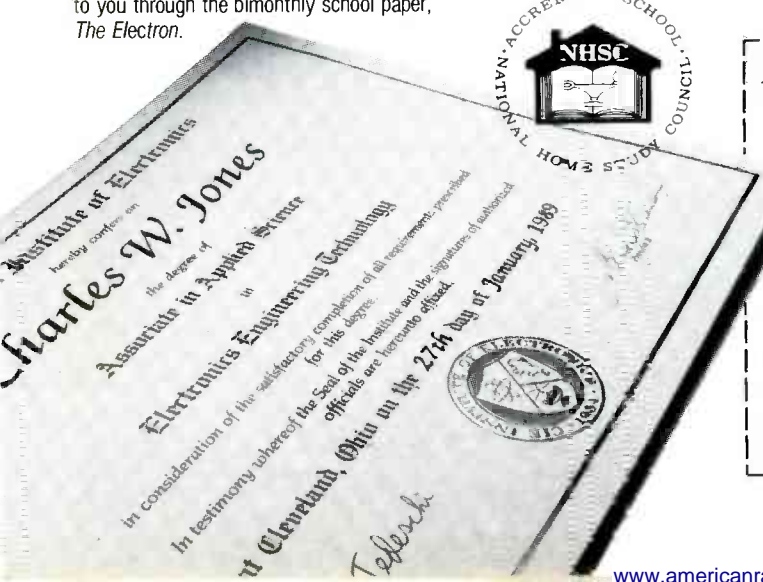 to you through the bimonthly school paper,
The Electron.
ACCRE SCHOOL
NATIONAL HOME STUDY COUNCIL
NHSC
Institute of Electronics
hereby confers on
Charles W. Jones
the degree of
Associate in Applied Science
in
Electronics Engineering Technology
in consideration of the satisfactory completion of all requirements prescribed
for this degree.
In testimony whereof the Seal of the Institute and the signatures of authorized
officials are hereunto affixed.
at Cleveland, Ohio on the 27th day of January, 1989
Tedeschi
www.americanra